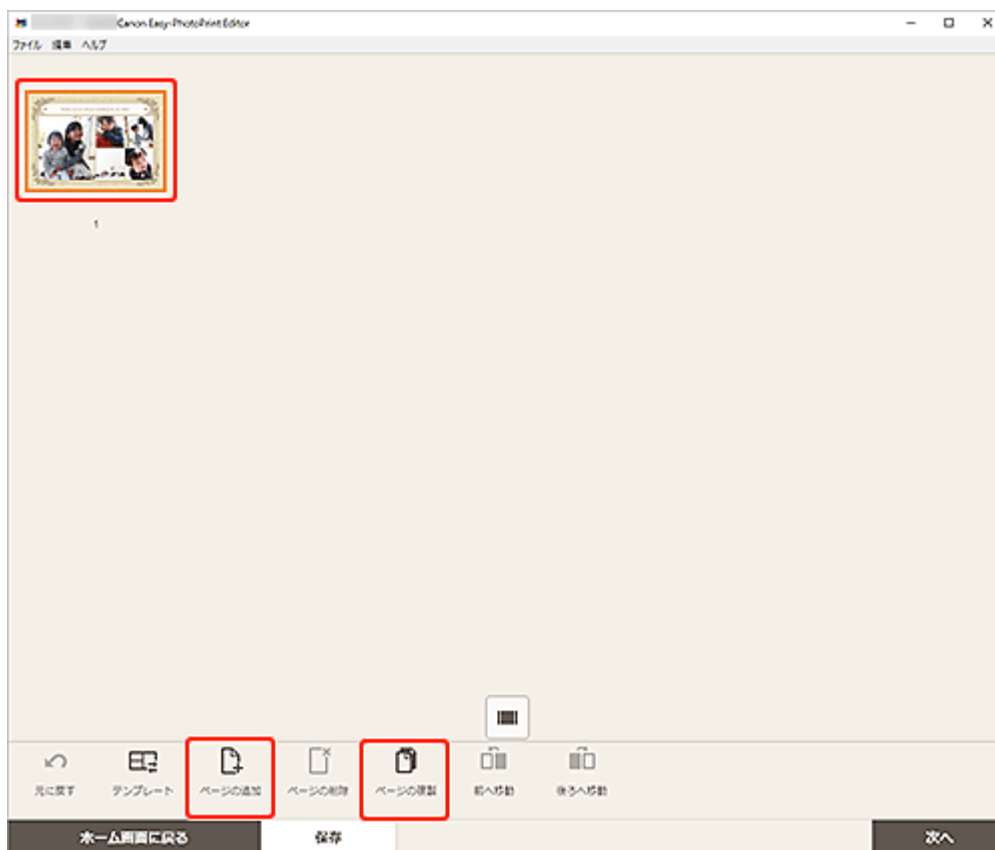 Canon Easy-PhotoPrint Editor
ファイル 編集 ヘルプ
1
元に戻す テンプレート ページの追加 ページの削除 ページの複製 前へ移動 後ろへ移動
ホーム画面に戻る 保存 次へ